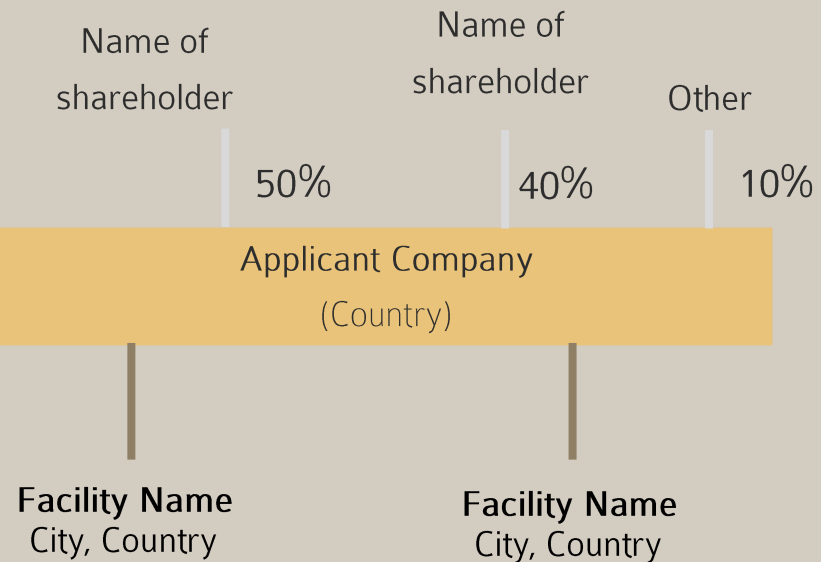 Name of
shareholder
Name of
shareholder
Other
50%
40%
10%
Applicant Company
(Country)
Facility Name
City, Country
Facility Name
City, Country